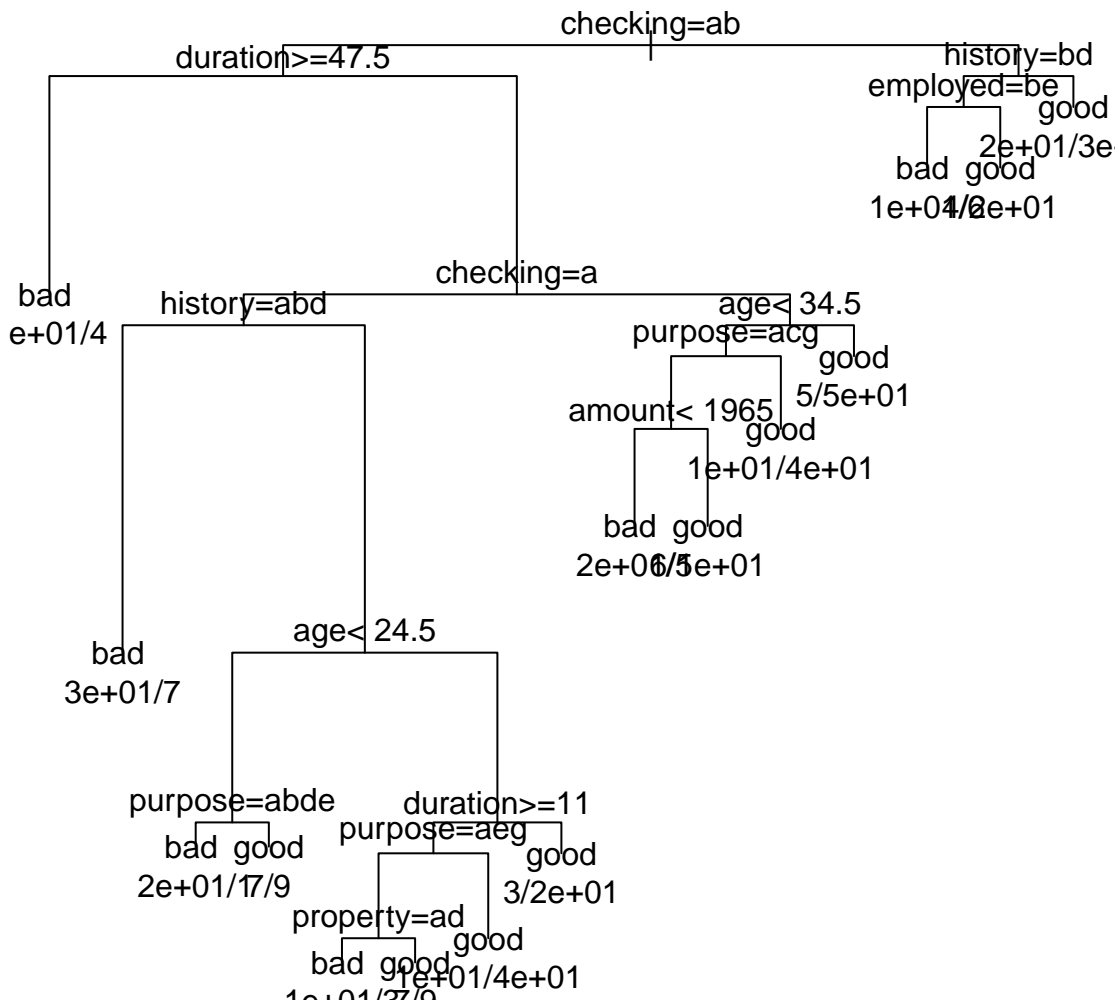 checking=ab
duration>=47.5
history=bd
employed=be
good
2e+01/3e
bad good
checking=a
bad
e+01/4
history=abd
age< 34.5
purpose=acg
good
5/5e+01
amount< 1965
good
1e+01/4e+01
bad good
age< 24.5
bad
3e+01/7
purpose=abde
duration>=11
purpose=aeg
bad good
good
3/2e+01
property=ad
good
1e+01/4e+01
bad good